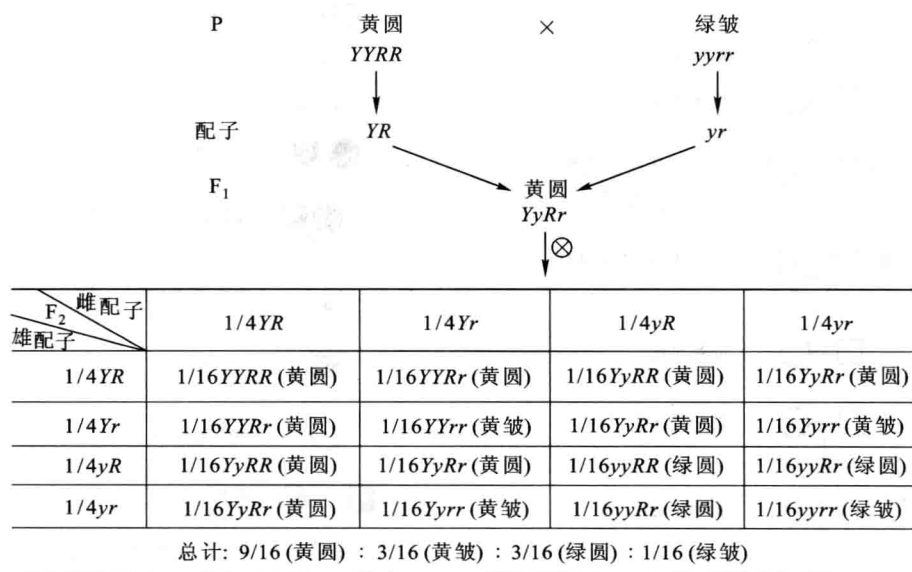 P 黄圆 × 绿皱
YYRR yyrr
配子 YR yr
F₁ 黄圆
YyRr
⊗
F₂ 雌配子 雄配子 1/4YR 1/4Yr 1/4yR 1/4yr
1/4YR 1/16YYRR(黄圆) 1/16YYRr(黄圆) 1/16YyRR(黄圆) 1/16YyRr(黄圆)
1/4Yr 1/16YYRr(黄圆) 1/16YYrr(黄皱) 1/16YyRr(黄圆) 1/16Yyrr(黄皱)
1/4yR 1/16YyRR(黄圆) 1/16YyRr(黄圆) 1/16yyRR(绿圆) 1/16yyRr(绿圆)
1/4yr 1/16YyRr(黄圆) 1/16Yyrr(黄皱) 1/16yyRr(绿圆) 1/16yyrr(绿皱)
总计: 9/16(黄圆) : 3/16(黄皱) : 3/16(绿圆) : 1/16(绿皱)